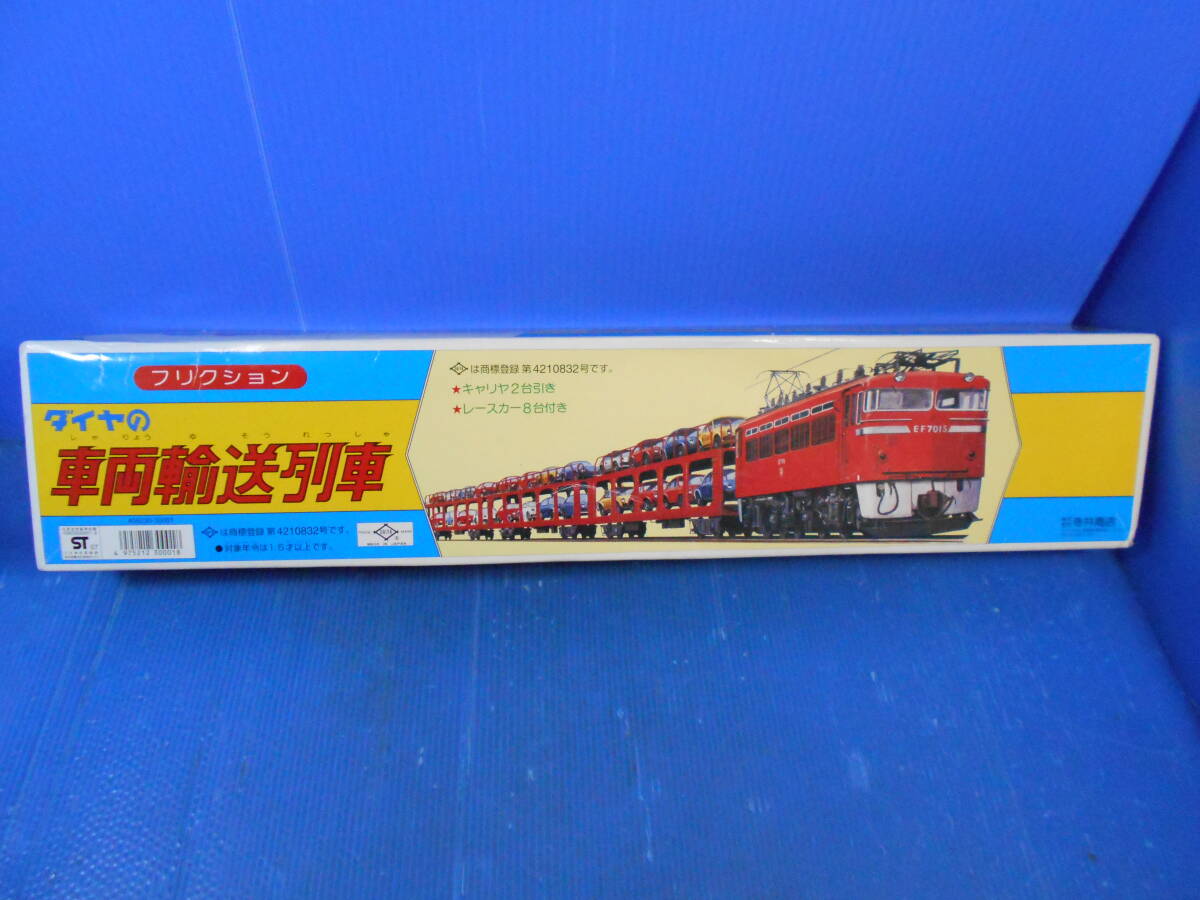 フリクション
ダイヤの
しゃりょう ゆ そう れっしゃ
車両輸送列車
は商標登録 第4210832号です。
●対象年令は1.5才以上です。
ST
4 975212 300018
は商標登録 第4210832号です。
★キャリヤ2台引き
★レースカー8台付き
EF7015